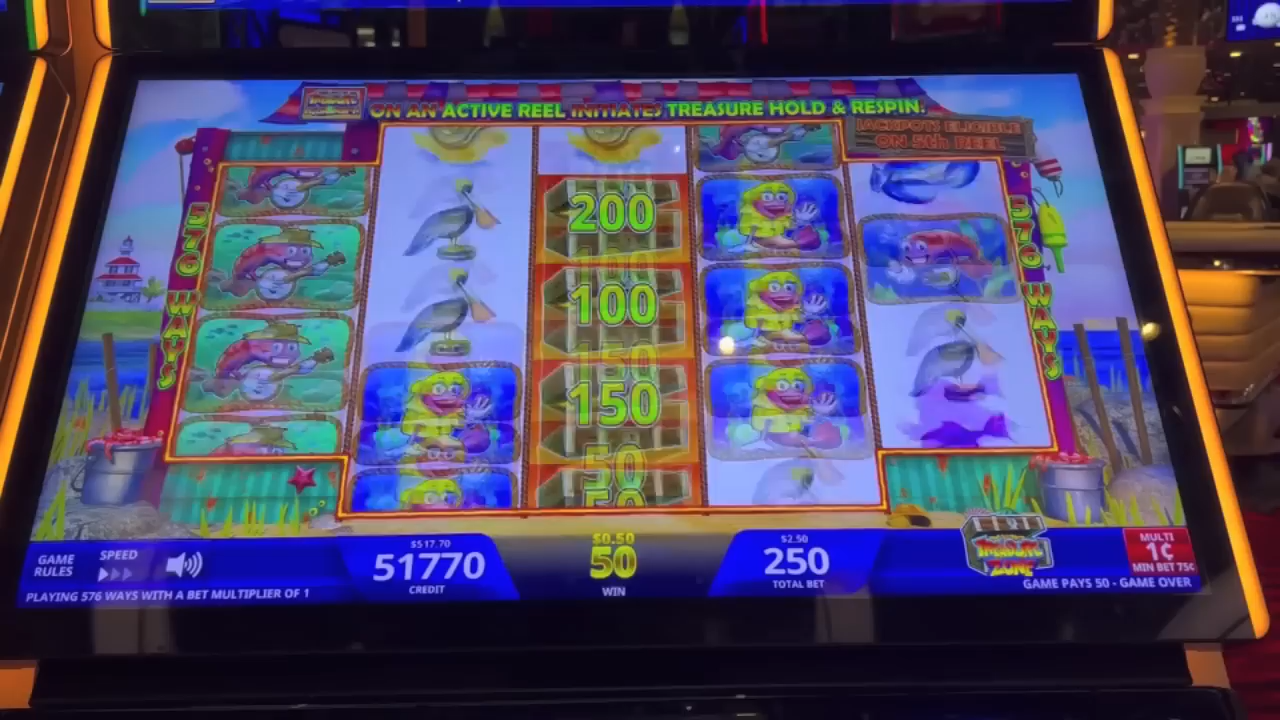 ON AN ACTIVE REEL INITIATES TREASURE HOLD & RESPIN.
JACKPOTS ELIGIBLE
ON 5th REEL
576 WAYS
576 WAYS
200
100
150
50
GAME
RULES
SPEED
$517.70
51770
CREDIT
$0.50
50
WIN
$2.50
250
TOTAL BET
TREASURE
ZONE
MULTI
1¢
MIN BET 75¢
PLAYING 576 WAYS WITH A BET MULTIPLIER OF 1
GAME PAYS 50 - GAME OVER